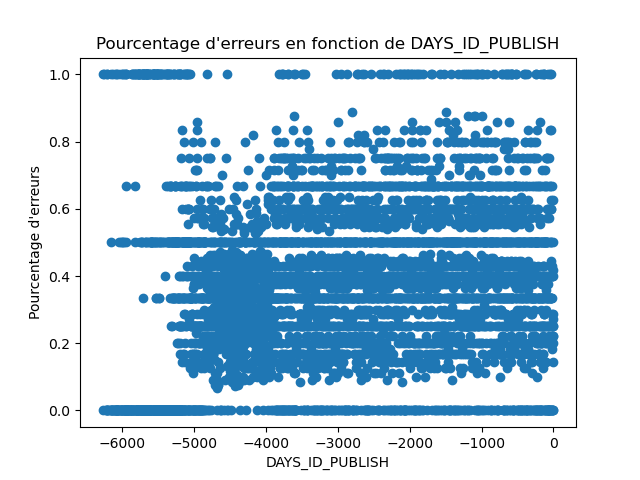 Pourcentage d'erreurs en fonction de DAYS_ID_PUBLISH
1.0
0.8
0.6
0.4
0.2
0.0
Pourcentage d'erreurs
−6000 −5000 −4000 −3000 −2000 −1000 0
DAYS_ID_PUBLISH